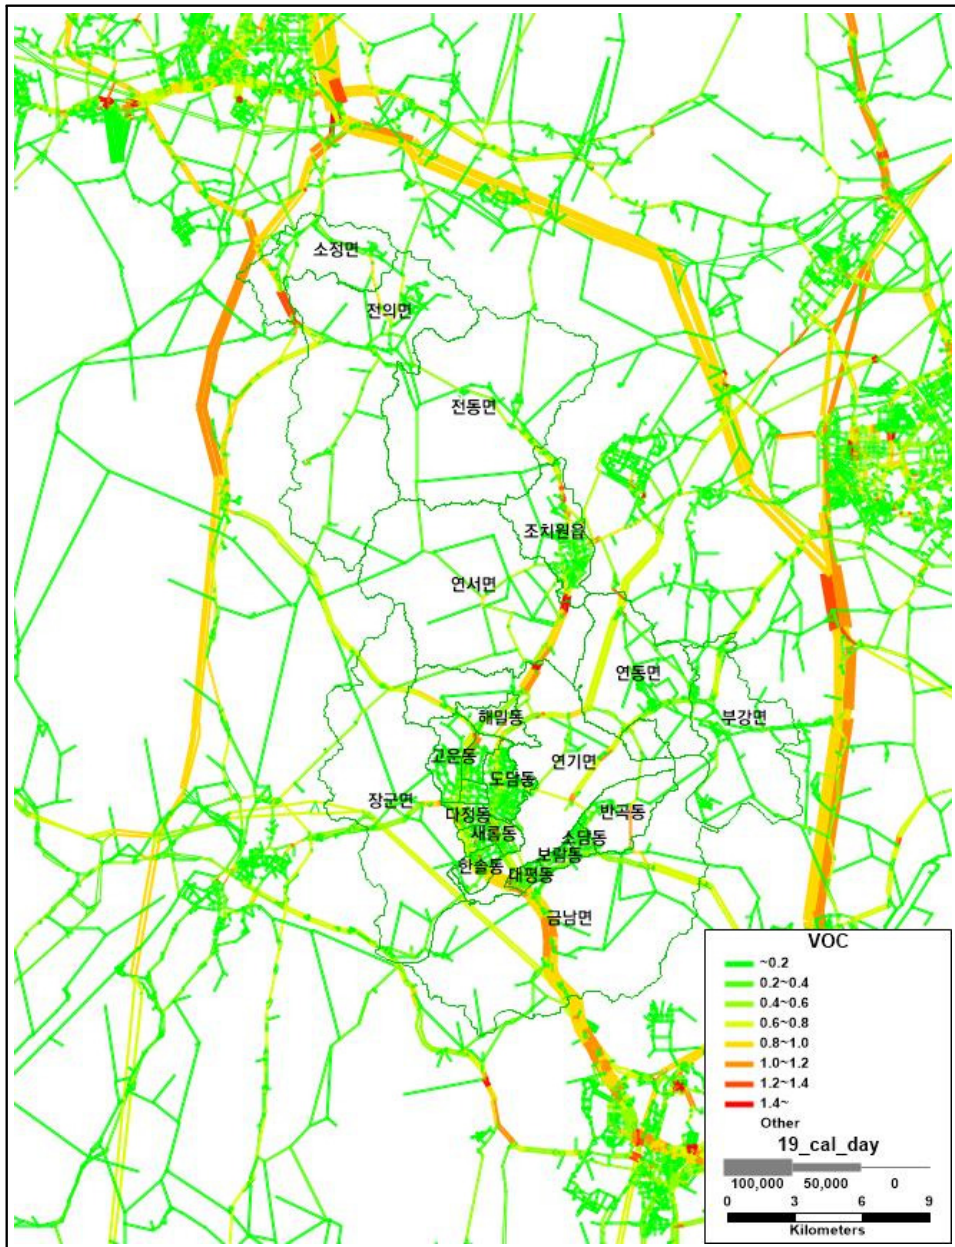 소정면
전의면
전동면
조치원읍
연서면
연동면
부강면
해밀동
고운동
연기면
도담동
장군면
반곡동
다정동
새롬동
소담동
보람동
한솔동
대평동
금남면
VOC
~0.2
0.2~0.4
0.4~0.6
0.6~0.8
0.8~1.0
1.0~1.2
1.2~1.4
1.4~
Other
19_cal_day
100,000 50,000 0
0 3 6 9
Kilometers